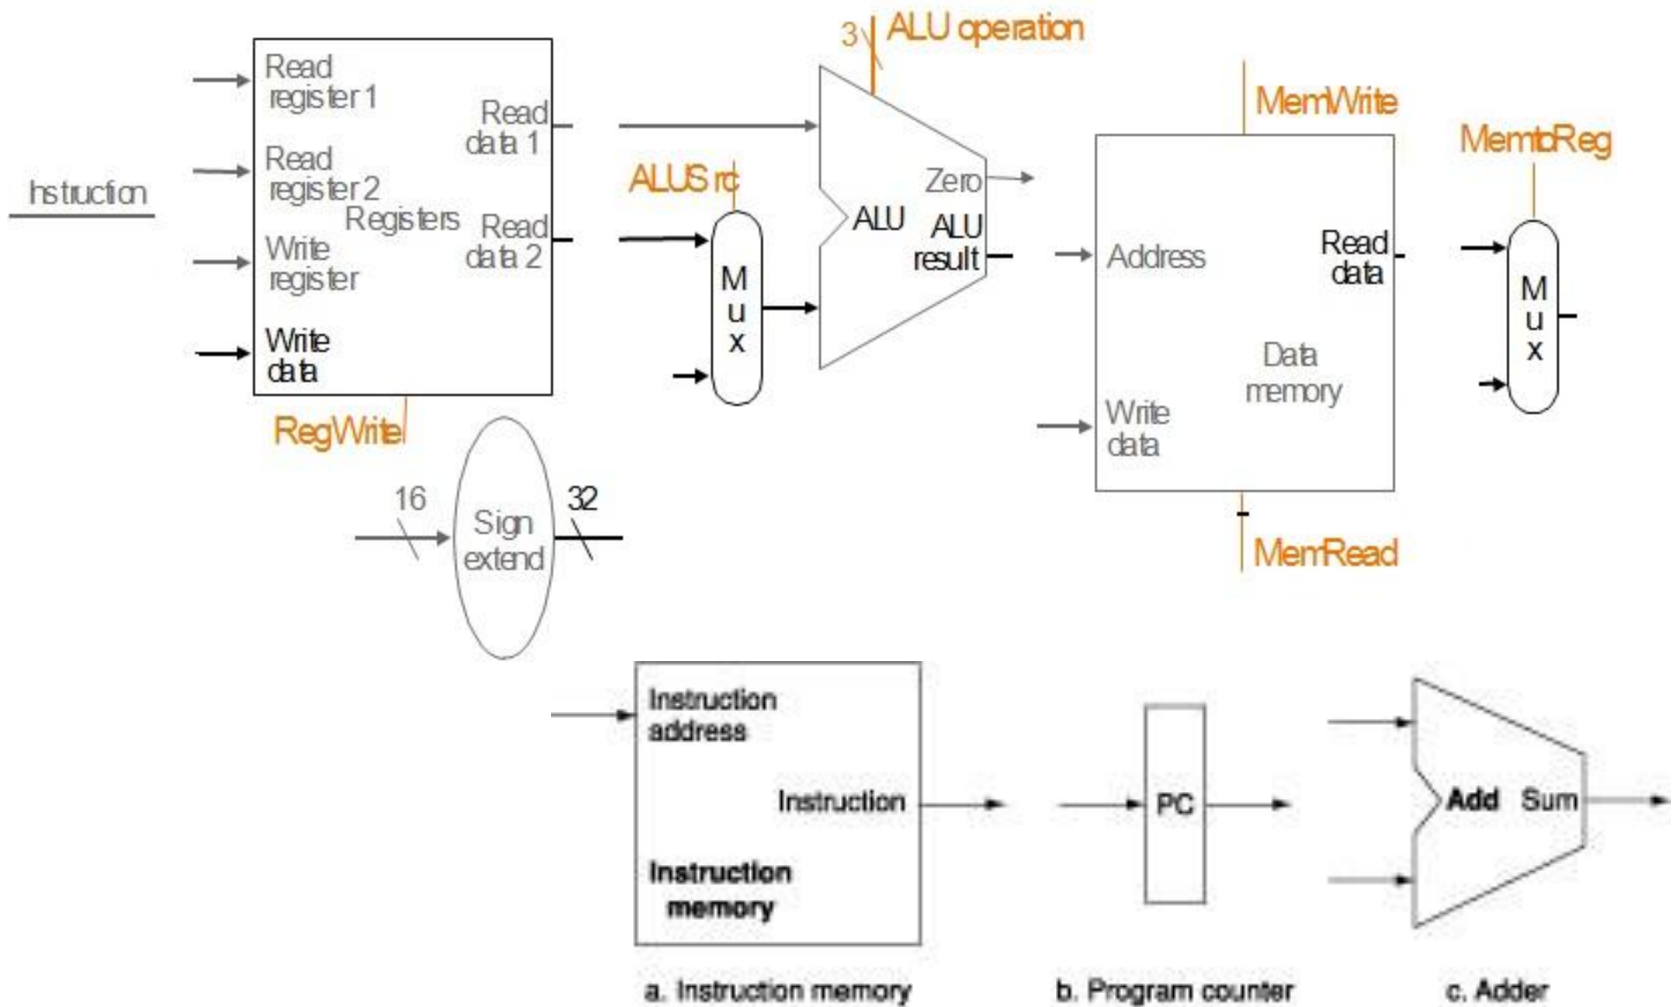 Instruction
Read
register 1
Read
register 2
Registers
Write
register
Write
data
Read
data 1
Read
data 2
RegWrite
16
Sign
extend
32
ALUSrc
M
u
x
3
ALU operation
Zero
ALU
ALU
result
MemWrite
Address
Read
data
Data
memory
Write
data
MemRead
MemtoReg
M
u
x
Instruction
address
Instruction
Instruction
memory
a. Instruction memory
PC
b. Program counter
Add Sum
c. Adder